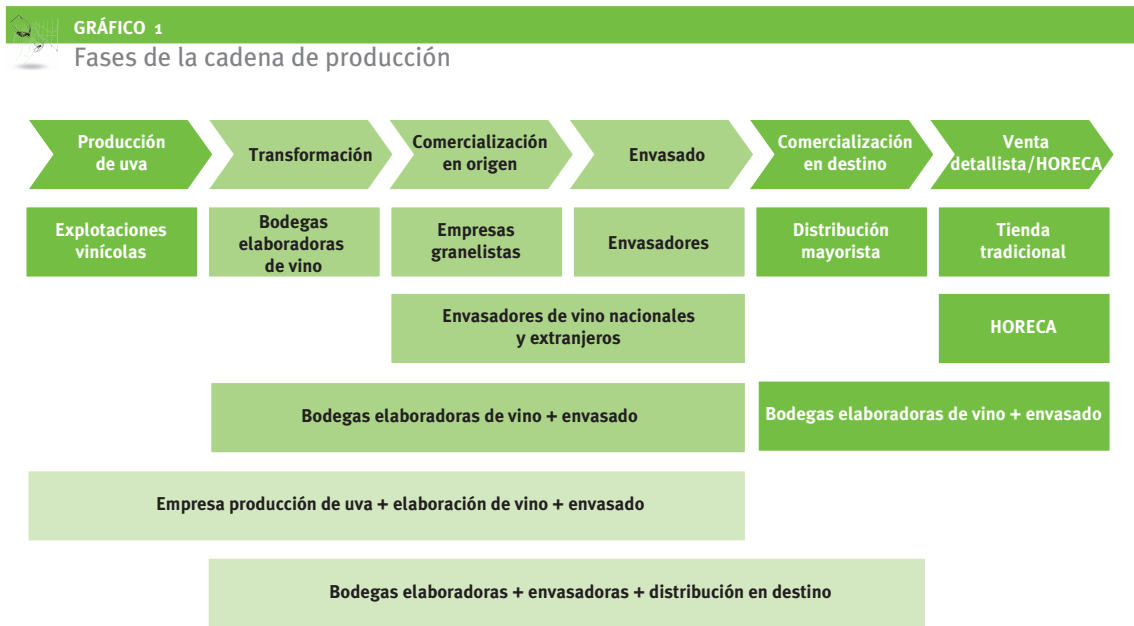 GRÁFICO 1
Fases de la cadena de producción
Producción
de uva
Transformación
Comercialización
en origen
Envasado
Comercialización
en destino
Venta
detallista/HORECA
Explotaciones
vinícolas
Bodegas
elaboradoras
de vino
Empresas
granelistas
Envasadores
Distribución
mayorista
Tienda
tradicional
Envasadores de vino nacionales
y extranjeros
HORECA
Bodegas elaboradoras de vino + envasado
Bodegas elaboradoras de vino + envasado
Empresa producción de uva + elaboración de vino + envasado
Bodegas elaboradoras + envasadoras + distribución en destino